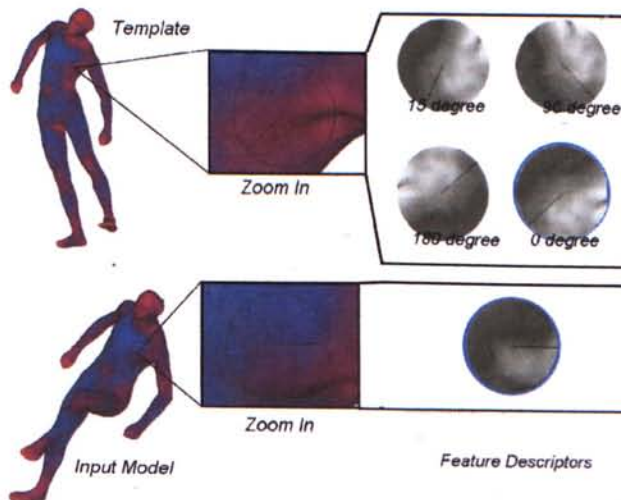 Template
15 degree
90 degree
Zoom In
180 degree
0 degree
Zoom In
Input Model
Feature Descriptors